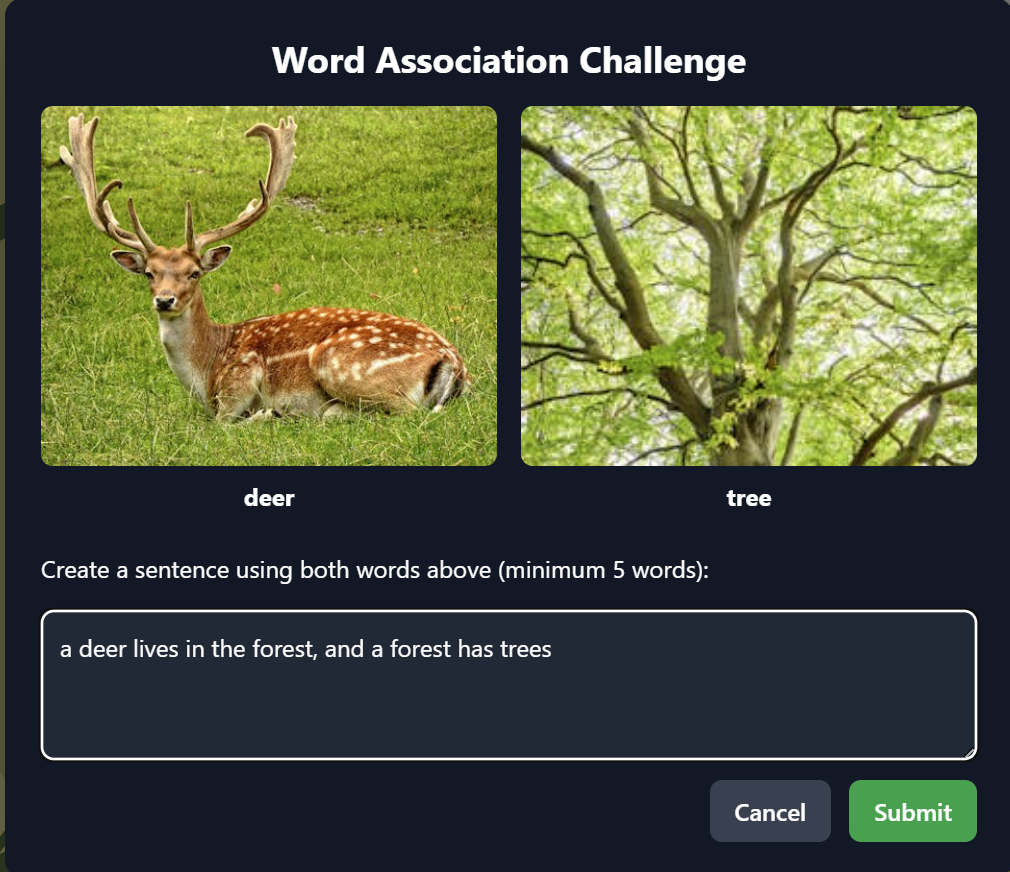 Word Association Challenge
deer
tree
Create a sentence using both words above (minimum 5 words):
a deer lives in the forest, and a forest has trees
Cancel
Submit